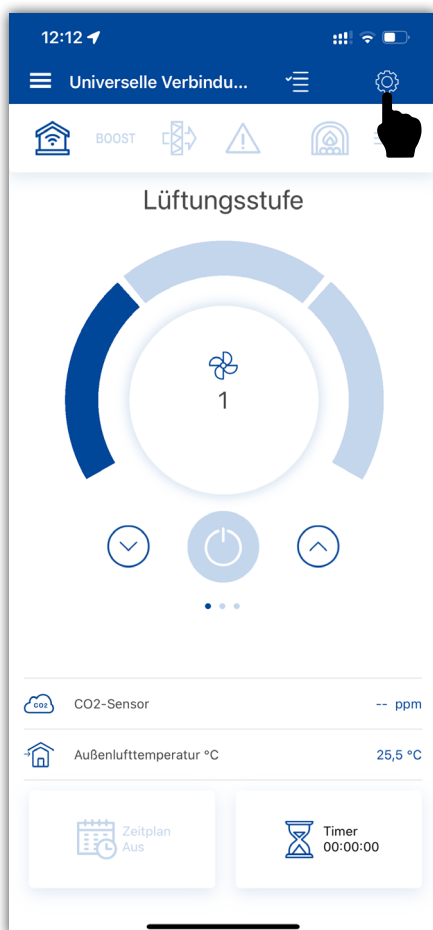 12:12
Universelle Verbindu...
BOOST
Lüftungsstufe
1
CO2
CO2-Sensor
-- ppm
Außenlufttemperatur °C
25,5 °C
Zeitplan
Aus
Timer
00:00:00